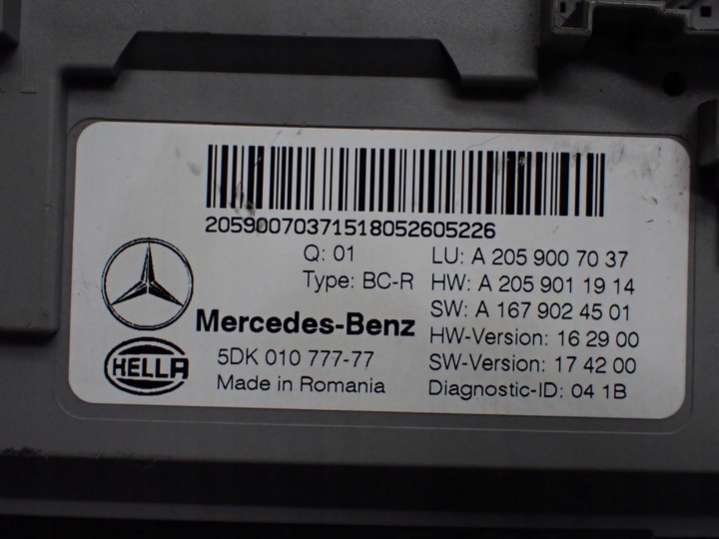 20590070371518052605226
Q: 01
Type: BC-R
LU: A 205 900 70 37
HW: A 205 901 19 14
SW: A 167 902 45 01
Mercedes-Benz
HW-Version: 16 29 00
HELLA
5DK 010 777-77
SW-Version: 17 42 00
Made in Romania
Diagnostic-ID: 04 1B